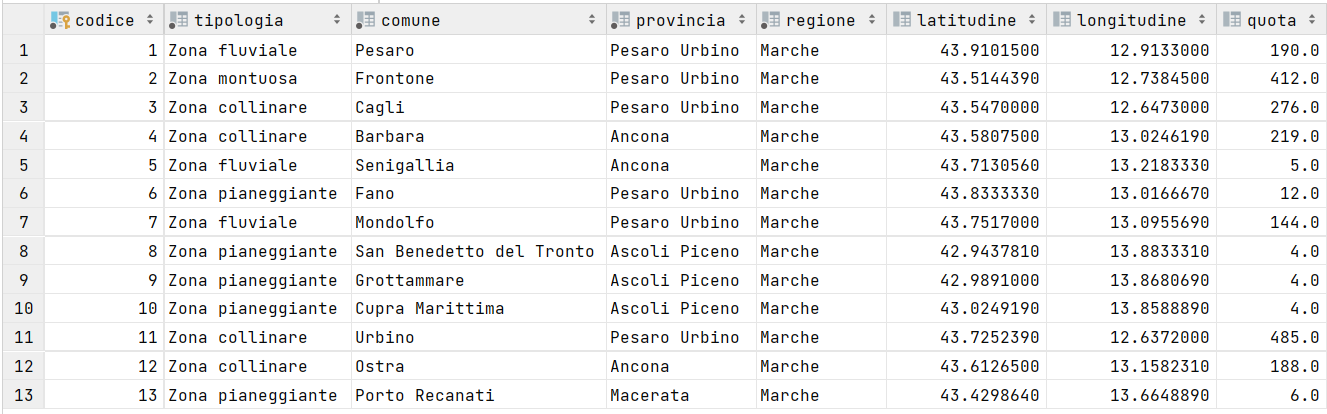 codice tipologia comune provincia regione latitudine longitudine quota
1 1 Zona fluviale Pesaro Pesaro Urbino Marche 43.9101500 12.9133000 190.0
2 2 Zona montuosa Frontone Pesaro Urbino Marche 43.5144390 12.7384500 412.0
3 3 Zona collinare Cagli Pesaro Urbino Marche 43.5470000 12.6473000 276.0
4 4 Zona collinare Barbara Ancona Marche 43.5807500 13.0246190 219.0
5 5 Zona fluviale Senigallia Ancona Marche 43.7130560 13.2183330 5.0
6 6 Zona pianeggiante Fano Pesaro Urbino Marche 43.8333330 13.0166670 12.0
7 7 Zona fluviale Mondolfo Pesaro Urbino Marche 43.7517000 13.0955690 144.0
8 8 Zona pianeggiante San Benedetto del Tronto Ascoli Piceno Marche 42.9437810 13.8833310 4.0
9 9 Zona pianeggiante Grottammare Ascoli Piceno Marche 42.9891000 13.8680690 4.0
10 10 Zona pianeggiante Cupra Marittima Ascoli Piceno Marche 43.0249190 13.8588890 4.0
11 11 Zona collinare Urbino Pesaro Urbino Marche 43.7252390 12.6372000 485.0
12 12 Zona collinare Ostra Ancona Marche 43.6126500 13.1582310 188.0
13 13 Zona pianeggiante Porto Recanati Macerata Marche 43.4298640 13.6648890 6.0